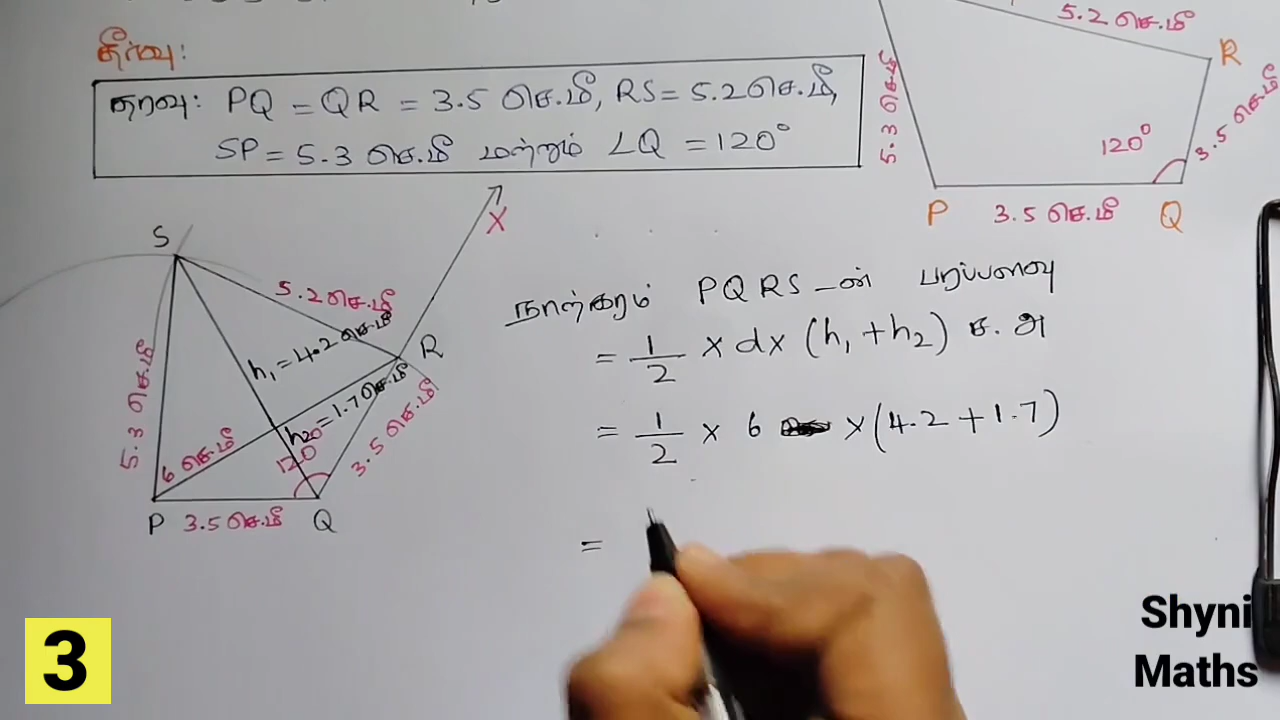 தீர்வு:
தரவு: PQ = QR = 3.5 செ.மீ, RS = 5.2 செ.மீ,
SP = 5.3 செ.மீ மற்றும் ∠Q = 120°
5.2 செ.மீ
R
5.3 செ.மீ
120°
3.5 செ.மீ
P 3.5 செ.மீ Q
X
S
5.2 செ.மீ
h₁ = 4.2 செ.மீ
R
5.3 செ.மீ
h₂ = 1.7 செ.மீ
6 செ.மீ
120
3.5 செ.மீ
P 3.5 செ.மீ Q
நாற்கரம் PQRS-ன் பரப்பளவு
= 1/2 × d × (h₁ + h₂) ச. அ
= 1/2 × 6 × (4.2 + 1.7)
=
3
Shyni
Maths